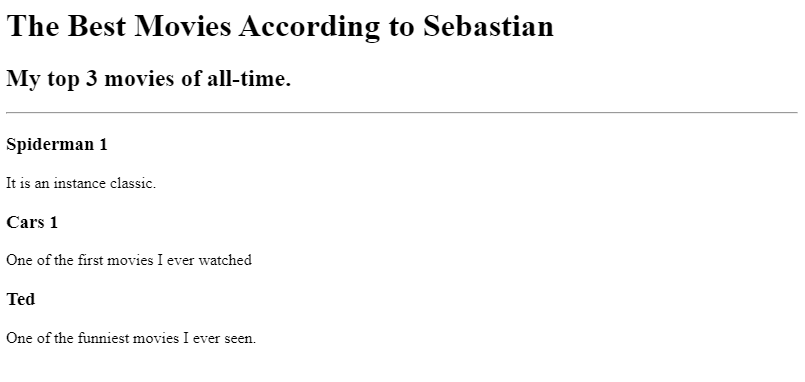 The Best Movies According to Sebastian
My top 3 movies of all-time.
Spiderman 1
It is an instance classic.
Cars 1
One of the first movies I ever watched
Ted
One of the funniest movies I ever seen.